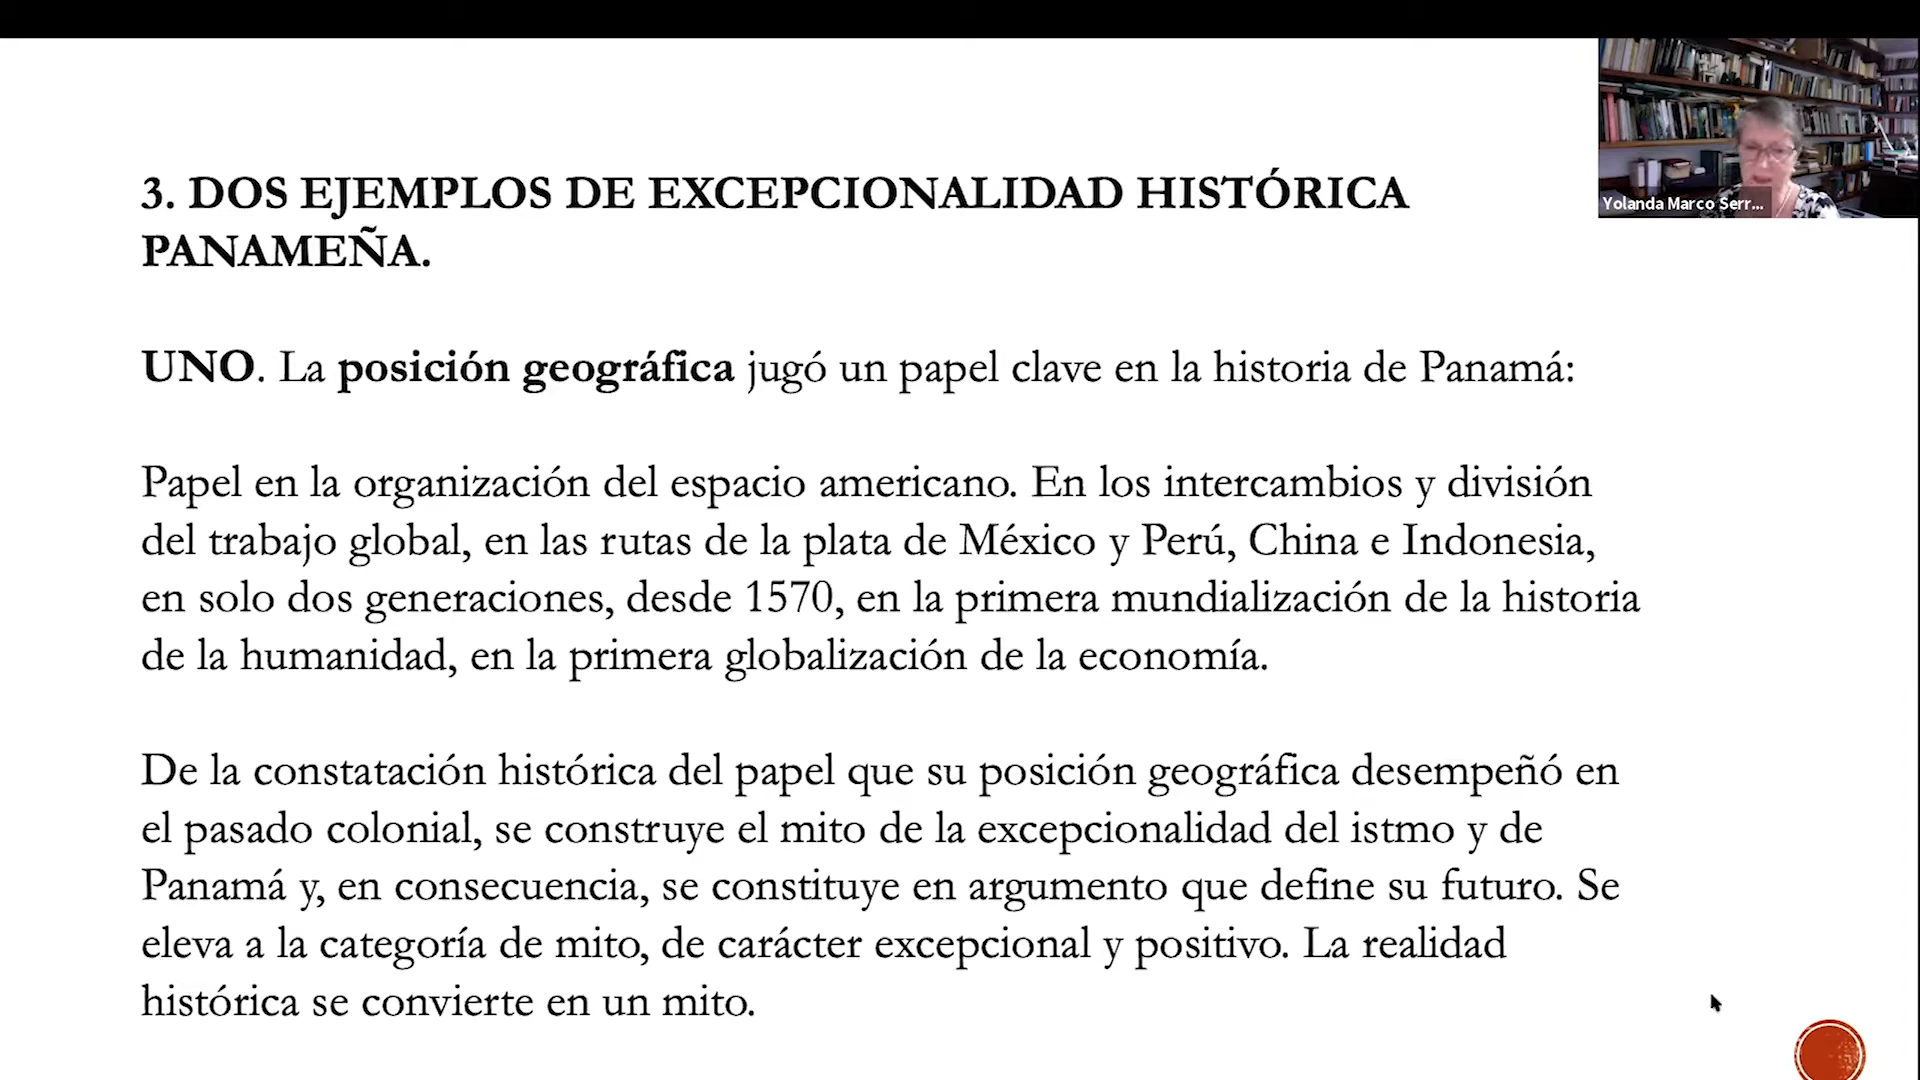 3. DOS EJEMPLOS DE EXCEPCIONALIDAD HISTÓRICA
PANAMEÑA.
UNO. La posición geográfica jugó un papel clave en la historia de Panamá:
Papel en la organización del espacio americano. En los intercambios y división
del trabajo global, en las rutas de la plata de México y Perú, China e Indonesia,
en solo dos generaciones, desde 1570, en la primera mundialización de la historia
de la humanidad, en la primera globalización de la economía.
De la constatación histórica del papel que su posición geográfica desempeñó en
el pasado colonial, se construye el mito de la excepcionalidad del istmo y de
Panamá y, en consecuencia, se constituye en argumento que define su futuro. Se
eleva a la categoría de mito, de carácter excepcional y positivo. La realidad
histórica se convierte en un mito.
Yolanda Marco Serr...